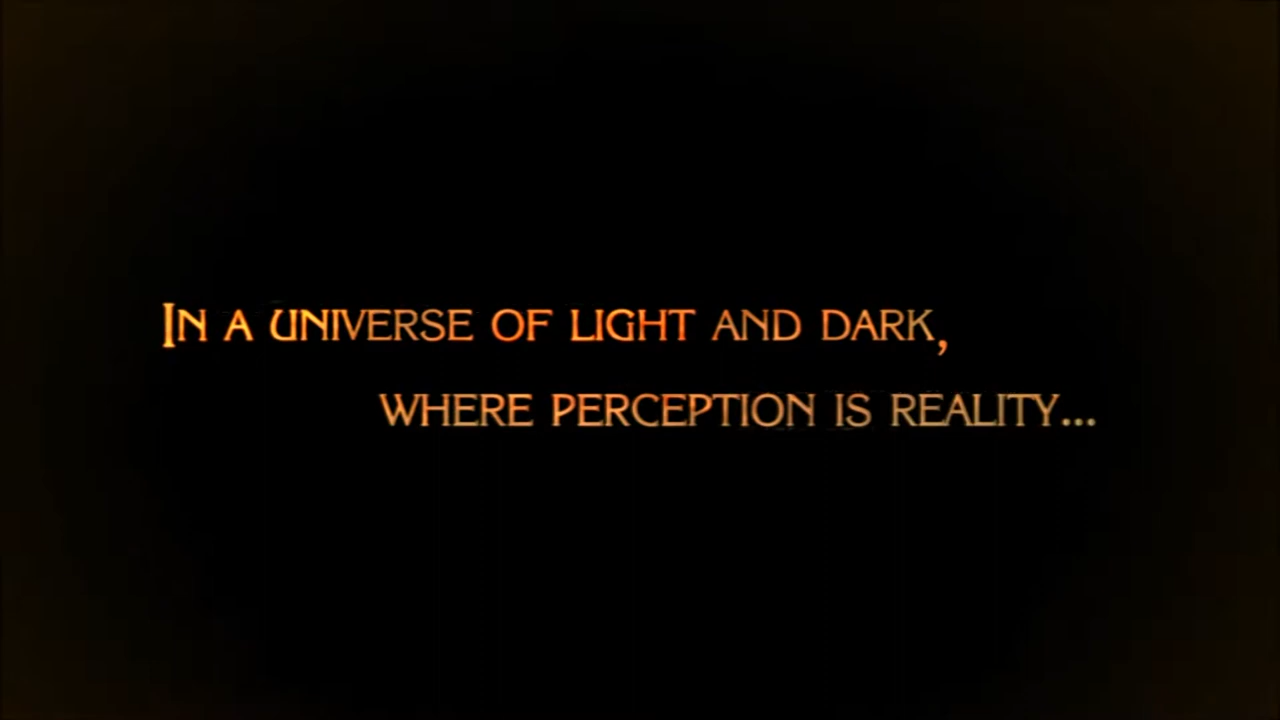 In a universe of light and dark,
where perception is reality...